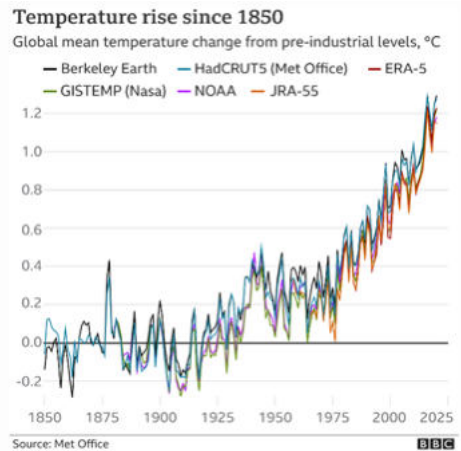 Temperature rise since 1850
Global mean temperature change from pre-industrial levels, °C
Berkeley Earth HadCRUT5 (Met Office) ERA-5
GISTEMP (Nasa) NOAA JRA-55
1.2
1.0
0.8
0.6
0.4
0.2
0.0
-0.2
1850 1875 1900 1925 1950 1975 2000 2025
Source: Met Office BBC